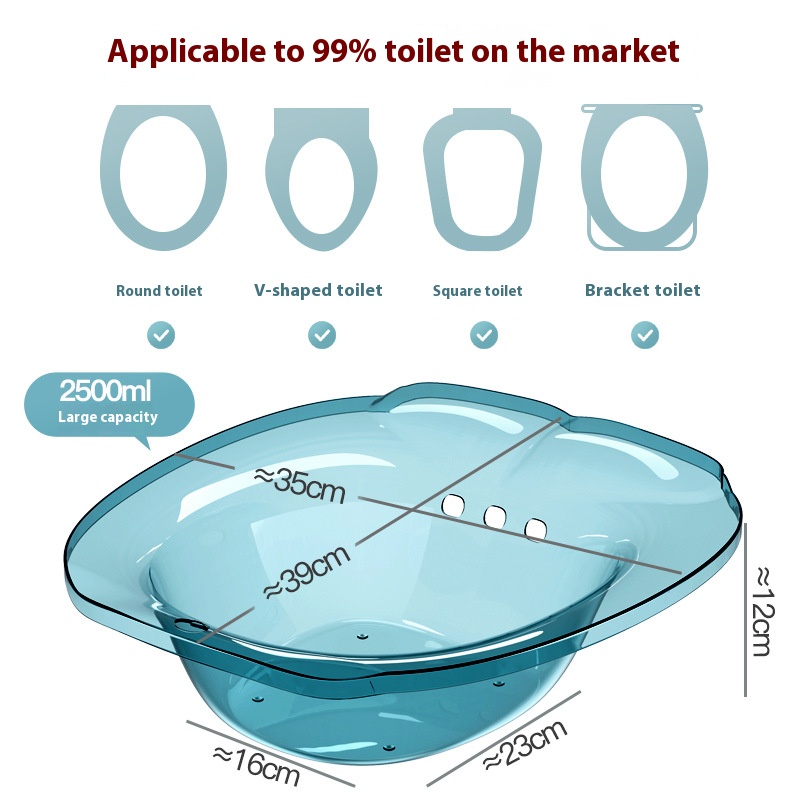 Applicable to 99% toilet on the market
Round toilet
V-shaped toilet
Square toilet
Bracket toilet
2500ml
Large capacity
≈35cm
≈39cm
≈12cm
≈16cm
≈23cm